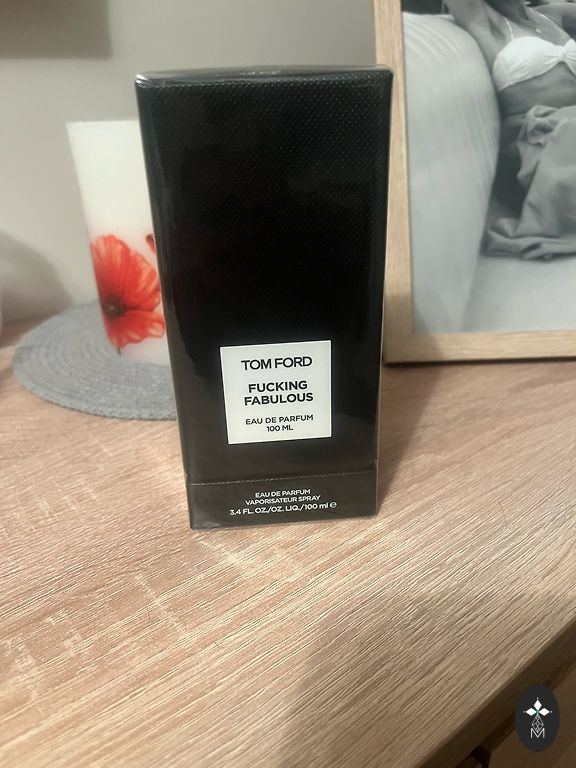 TOM FORD
FUCKING
FABULOUS
EAU DE PARFUM
100 ML
EAU DE PARFUM
VAPORISATEUR SPRAY
3.4 FL. OZ./OZ. LIQ./100 ml ℮
M